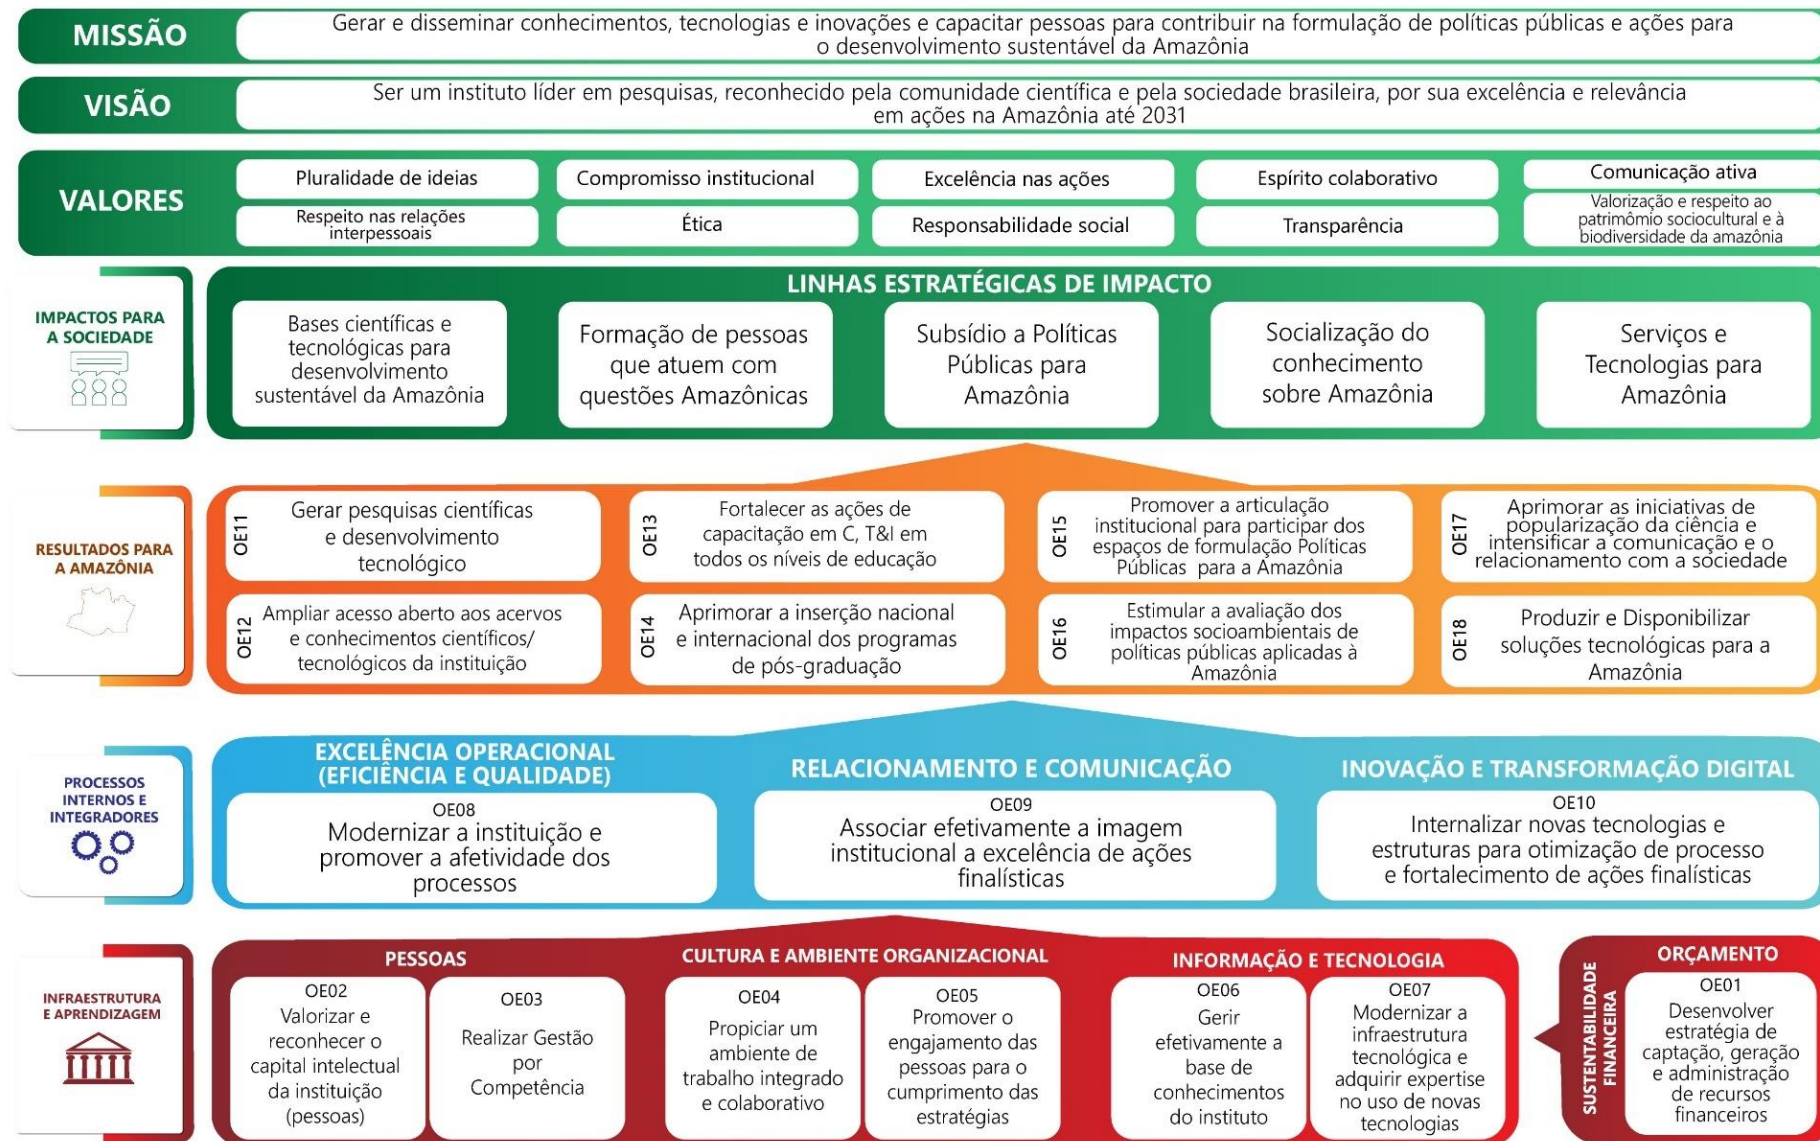 MISSÃO
Gerar e disseminar conhecimentos, tecnologias e inovações e capacitar pessoas para contribuir na formulação de políticas públicas e ações para
o desenvolvimento sustentável da Amazônia
VISÃO
Ser um instituto líder em pesquisas, reconhecido pela comunidade científica e pela sociedade brasileira, por sua excelência e relevância
em ações na Amazônia até 2031
VALORES
Pluralidade de ideias
Compromisso institucional
Excelência nas ações
Espírito colaborativo
Comunicação ativa
Respeito nas relações
interpessoais
Ética
Responsabilidade social
Transparência
Valorização e respeito ao
patrimômio sociocultural e à
biodiversidade da amazônia
IMPACTOS PARA
A SOCIEDADE
LINHAS ESTRATÉGICAS DE IMPACTO
Bases científicas e
tecnológicas para
desenvolvimento
sustentável da Amazônia
Formação de pessoas
que atuem com
questões Amazônicas
Subsídio a Políticas
Públicas para
Amazônia
Socialização do
conhecimento
sobre Amazônia
Serviços e
Tecnologias para
Amazônia
RESULTADOS PARA
A AMAZÔNIA
OE11
Gerar pesquisas científicas
e desenvolvimento
tecnológico
OE13
Fortalecer as ações de
capacitação em C, T&I em
todos os níveis de educação
OE15
Promover a articulação
institucional para participar dos
espaços de formulação Políticas
Públicas para a Amazônia
OE17
Aprimorar as iniciativas de
popularização da ciência e
intensificar a comunicação e o
relacionamento com a sociedade
OE12
Ampliar acesso aberto aos acervos
e conhecimentos científicos/
tecnológicos da instituição
OE14
Aprimorar a inserção nacional
e internacional dos programas
de pós-graduação
OE16
Estimular a avaliação dos
impactos socioambientais de
políticas públicas aplicadas à
Amazônia
OE18
Produzir e Disponibilizar
soluções tecnológicas para a
Amazônia
PROCESSOS
INTERNOS E
INTEGRADORES
EXCELÊNCIA OPERACIONAL
(EFICIÊNCIA E QUALIDADE)
OE08
Modernizar a instituição e
promover a afetividade dos
processos
RELACIONAMENTO E COMUNICAÇÃO
OE09
Associar efetivamente a imagem
institucional a excelência de ações
finalísticas
INOVAÇÃO E TRANSFORMAÇÃO DIGITAL
OE10
Internalizar novas tecnologias e
estruturas para otimização de processo
e fortalecimento de ações finalísticas
INFRAESTRUTURA
E APRENDIZAGEM
PESSOAS
OE02
Valorizar e
reconhecer o
capital intelectual
da instituição
(pessoas)
OE03
Realizar Gestão
por
Competência
CULTURA E AMBIENTE ORGANIZACIONAL
OE04
Propiciar um
ambiente de
trabalho integrado
e colaborativo
OE05
Promover o
engajamento das
pessoas para o
cumprimento das
estratégias
INFORMAÇÃO E TECNOLOGIA
OE06
Gerir
efetivamente a
base de
conhecimentos
do instituto
OE07
Modernizar a
infraestrutura
tecnológica e
adquirir expertise
no uso de novas
tecnologias
SUSTENTABILIDADE
FINANCEIRA
ORÇAMENTO
OE01
Desenvolver
estratégia de
captação, geração
e administração
de recursos
financeiros